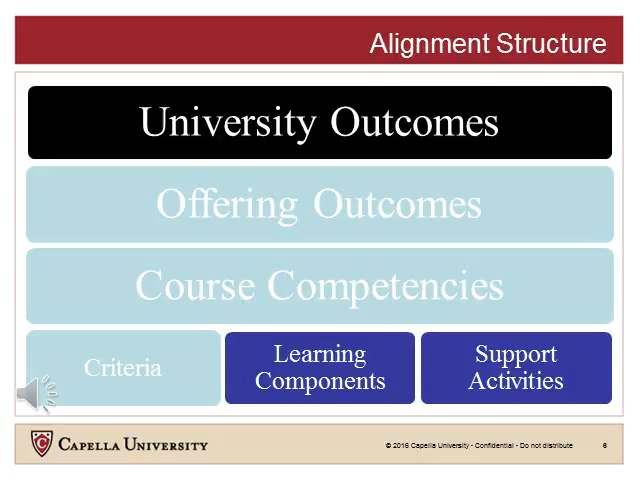 Alignment Structure
University Outcomes
Offering Outcomes
Course Competencies
Criteria
Learning
Components
Support
Activities
CAPELLA UNIVERSITY
© 2016 Capella University - Confidential - Do not distribute
6